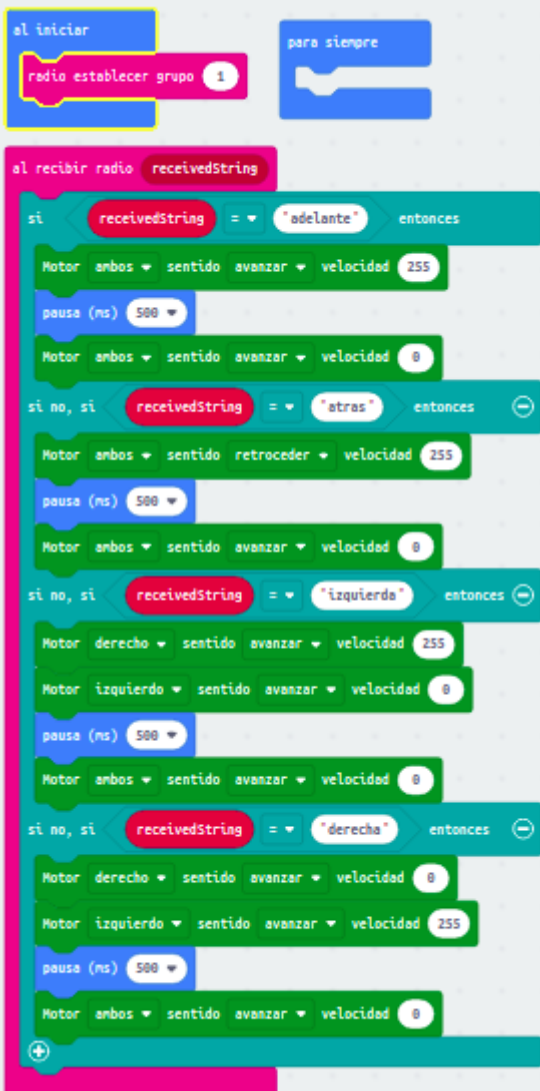 al iniciar
radio establecer grupo 1
para siempre
al recibir radio receivedString
si receivedString = "adelante" entonces
Motor ambos sentido avanzar velocidad 255
pausa (ms) 500
Motor ambos sentido avanzar velocidad 0
si no, si receivedString = "atras" entonces
Motor ambos sentido retroceder velocidad 255
pausa (ms) 500
Motor ambos sentido avanzar velocidad 0
si no, si receivedString = "izquierda" entonces
Motor derecho sentido avanzar velocidad 255
Motor izquierdo sentido avanzar velocidad 0
pausa (ms) 500
Motor ambos sentido avanzar velocidad 0
si no, si receivedString = "derecha" entonces
Motor derecho sentido avanzar velocidad 0
Motor izquierdo sentido avanzar velocidad 255
pausa (ms) 500
Motor ambos sentido avanzar velocidad 0